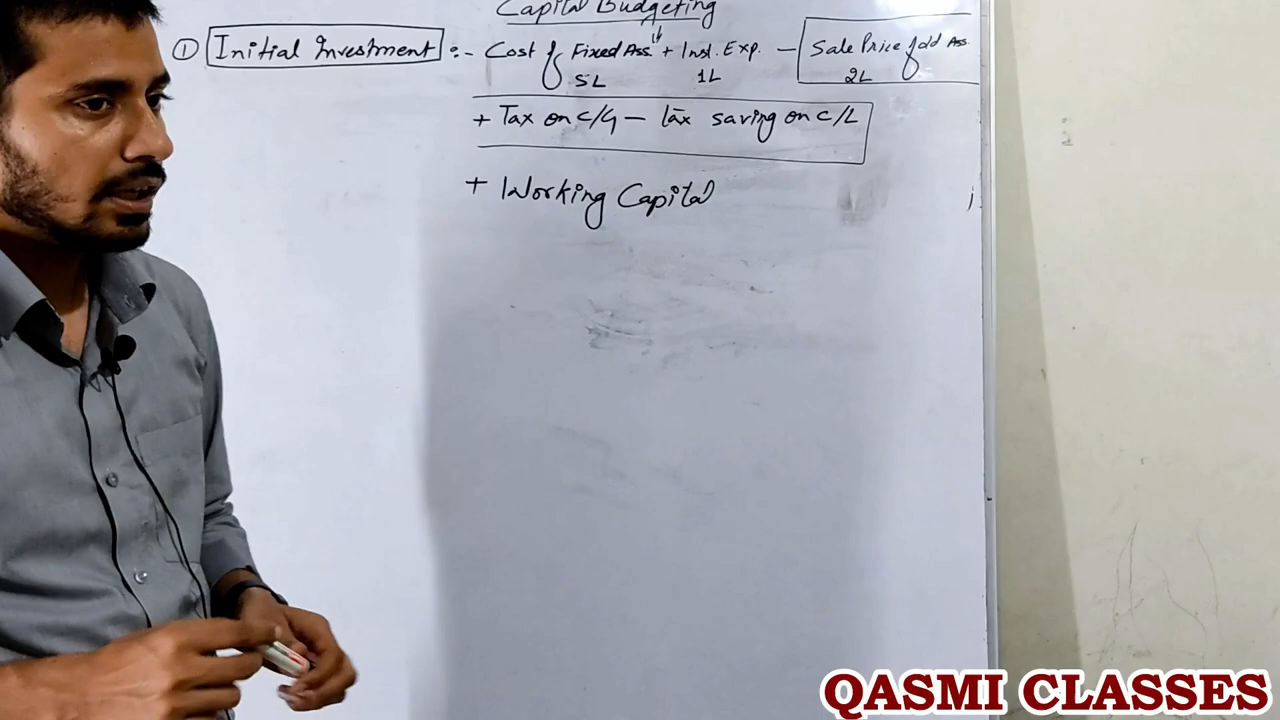 Capital Budgeting
① Initial Investment :- Cost of Fixed Ass. + Inst. Exp. — Sale Price of old Ass.
5L 1L 2L
+ Tax on C/G — Tax saving on C/L
+ Working Capital
QASMI CLASSES